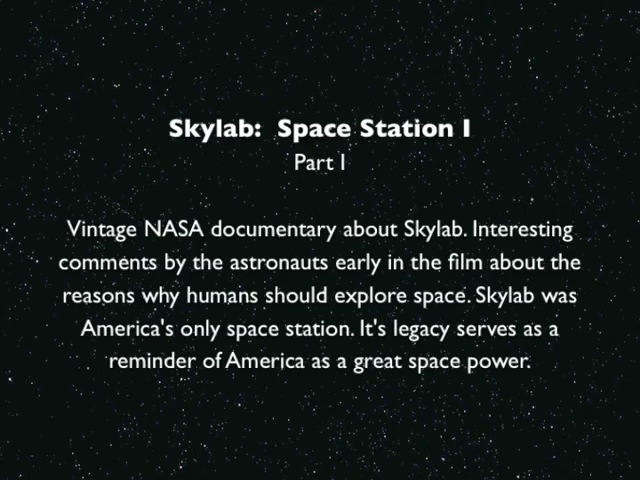 Skylab:  Space Station I
Part I
Vintage NASA documentary about Skylab. Interesting
comments by the astronauts early in the film about the
reasons why humans should explore space. Skylab was
America's only space station. It's legacy serves as a
reminder of America as a great space power.